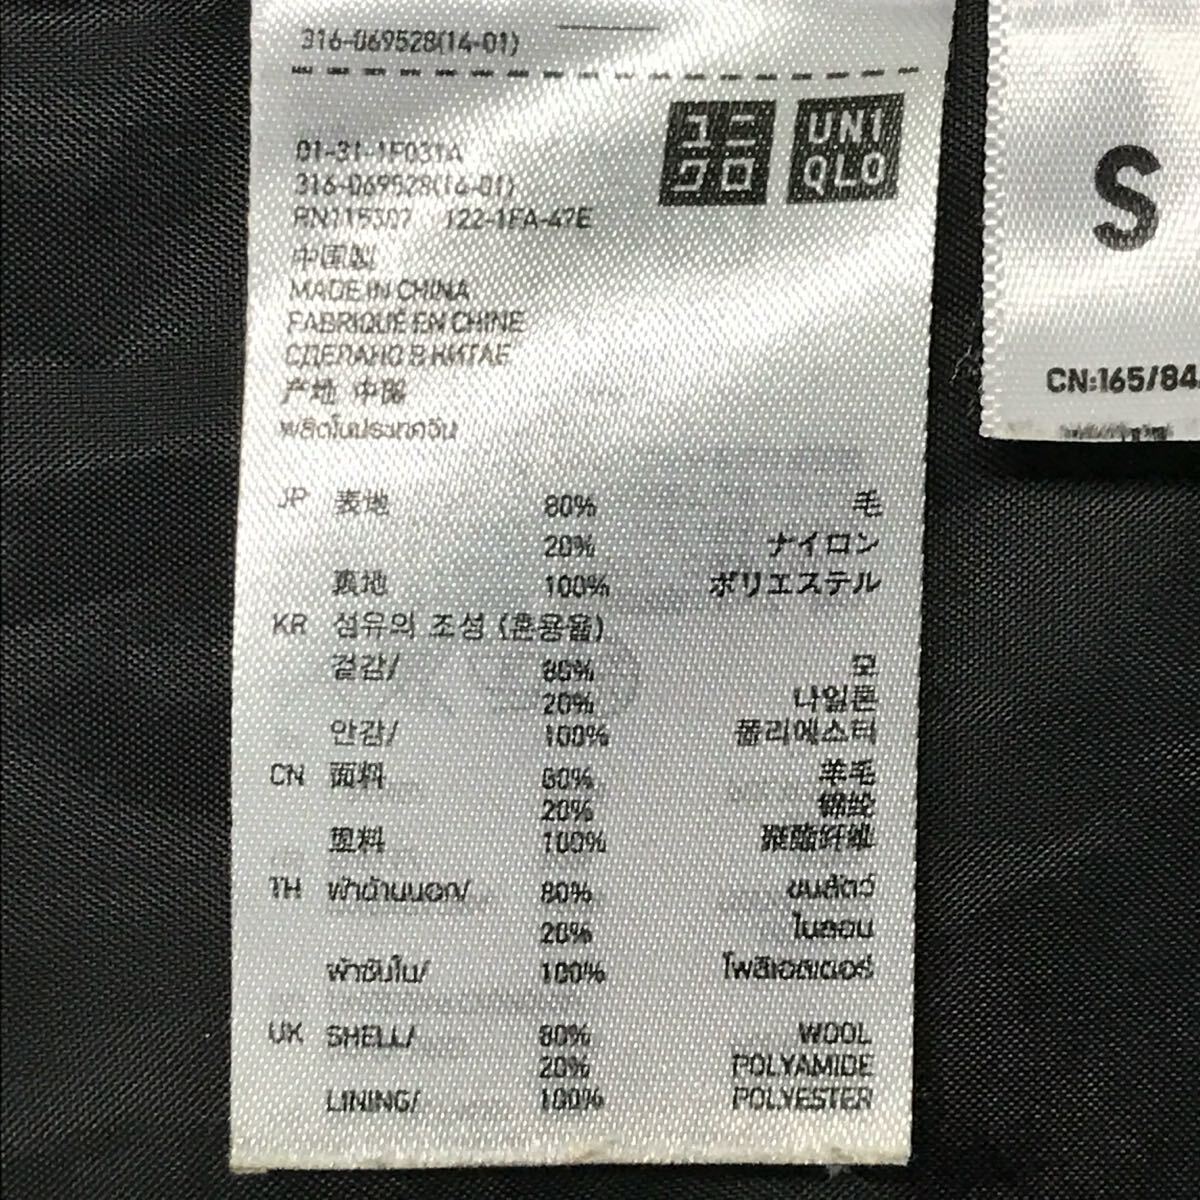 316-069528(14-01)
ユニ
クロ
UNI
QLO
01-31-1F031A
316-069528(14-01)
RN115307 122-1FA-47E
中国製
MADE IN CHINA
FABRIQUÉ EN CHINE
СДЕЛАНО В КИТАЕ
产地 中国
ผลิตในประเทศจีน
JP 表地 80% 毛
20% ナイロン
裏地 100% ポリエステル
KR 섬유의 조성 (혼용율)
겉감/ 80% 모
20% 나일론
안감/ 100% 폴리에스터
CN 面料 80% 羊毛
20% 锦纶
里料 100% 聚酯纤维
TH ผ้าด้านนอก/ 80% ขนสัตว์
20% ไนลอน
ผ้าซับใน/ 100% โพลีเอสเตอร์
UK SHELL/ 80% WOOL
20% POLYAMIDE
LINING/ 100% POLYESTER
S
CN:165/84